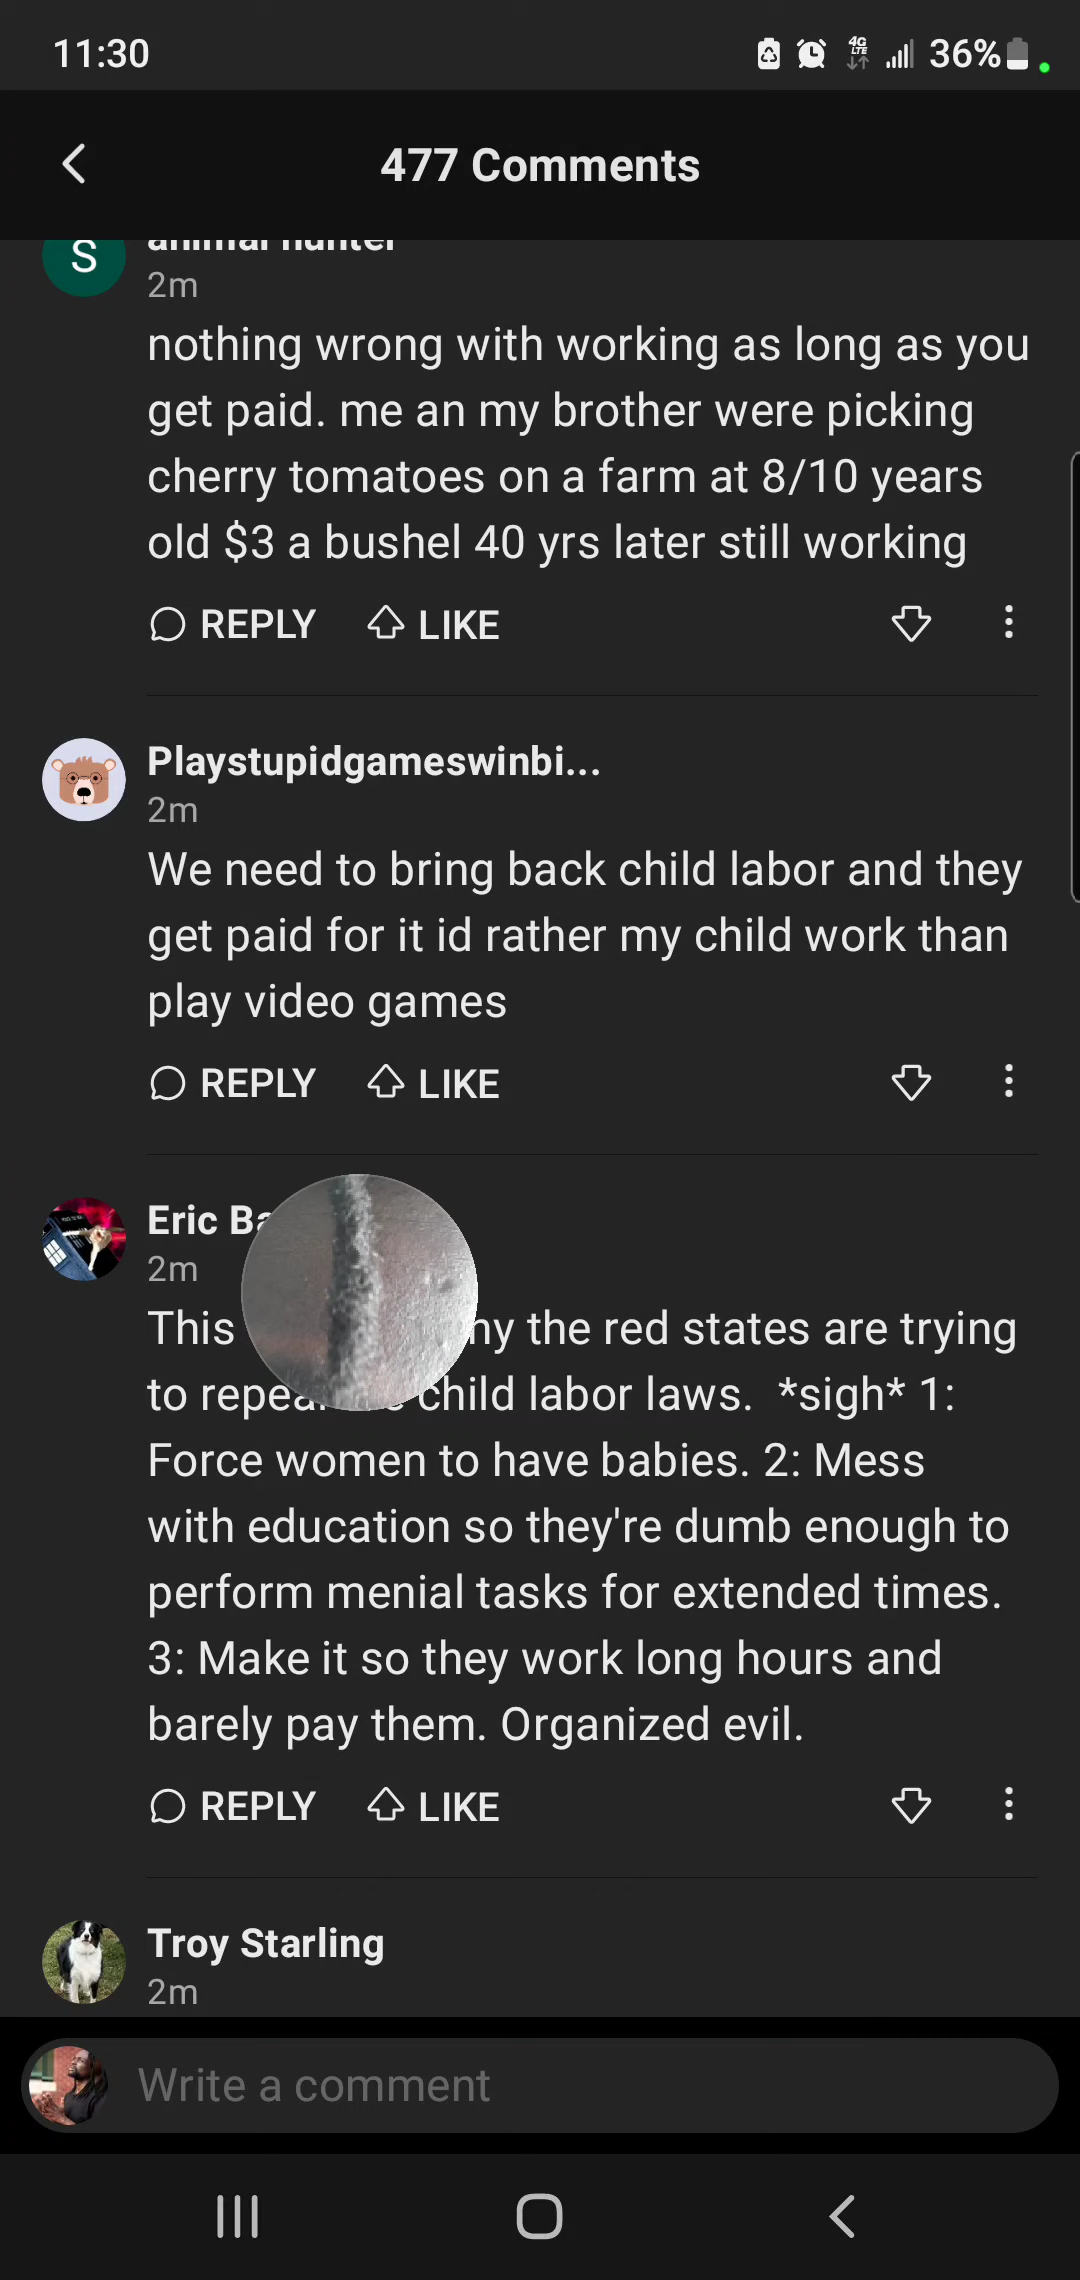 11:30
4G
LTE
36%
477 Comments
S
animal hunter
2m
nothing wrong with working as long as you
get paid. me an my brother were picking
cherry tomatoes on a farm at 8/10 years
old $3 a bushel 40 yrs later still working
REPLY LIKE
Playstupidgameswinbi...
2m
We need to bring back child labor and they
get paid for it id rather my child work than
play video games
REPLY LIKE
Eric
2m
This the red states are trying
to child labor laws. *sigh* 1:
Force women to have babies. 2: Mess
with education so they're dumb enough to
perform menial tasks for extended times.
3: Make it so they work long hours and
barely pay them. Organized evil.
REPLY LIKE
Troy Starling
2m
Write a comment